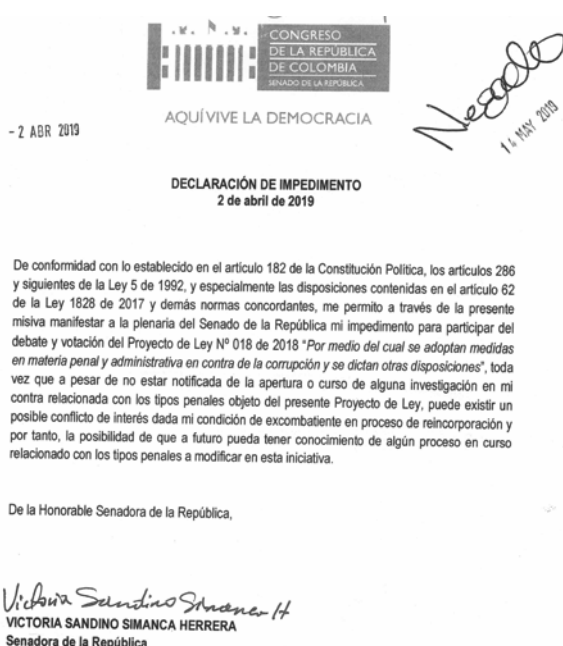 CONGRESO
DE LA REPÚBLICA
DE COLOMBIA
SENADO DE LA REPÚBLICA
AQUÍ VIVE LA DEMOCRACIA
- 2 ABR 2019
Negado
14 MAY 2019
DECLARACIÓN DE IMPEDIMENTO
2 de abril de 2019
De conformidad con lo establecido en el artículo 182 de la Constitución Política, los artículos 286
y siguientes de la Ley 5 de 1992, y especialmente las disposiciones contenidas en el artículo 62
de la Ley 1828 de 2017 y demás normas concordantes, me permito a través de la presente
misiva manifestar a la plenaria del Senado de la República mi impedimento para participar del
debate y votación del Proyecto de Ley Nº 018 de 2018 "Por medio del cual se adoptan medidas
en materia penal y administrativa en contra de la corrupción y se dictan otras disposiciones", toda
vez que a pesar de no estar notificada de la apertura o curso de alguna investigación en mi
contra relacionada con los tipos penales objeto del presente Proyecto de Ley, puede existir un
posible conflicto de interés dada mi condición de excombatiente en proceso de reincorporación y
por tanto, la posibilidad de que a futuro pueda tener conocimiento de algún proceso en curso
relacionado con los tipos penales a modificar en esta iniciativa.
De la Honorable Senadora de la República,
Victoria Sandino Simanca H
VICTORIA SANDINO SIMANCA HERRERA
Senadora de la República